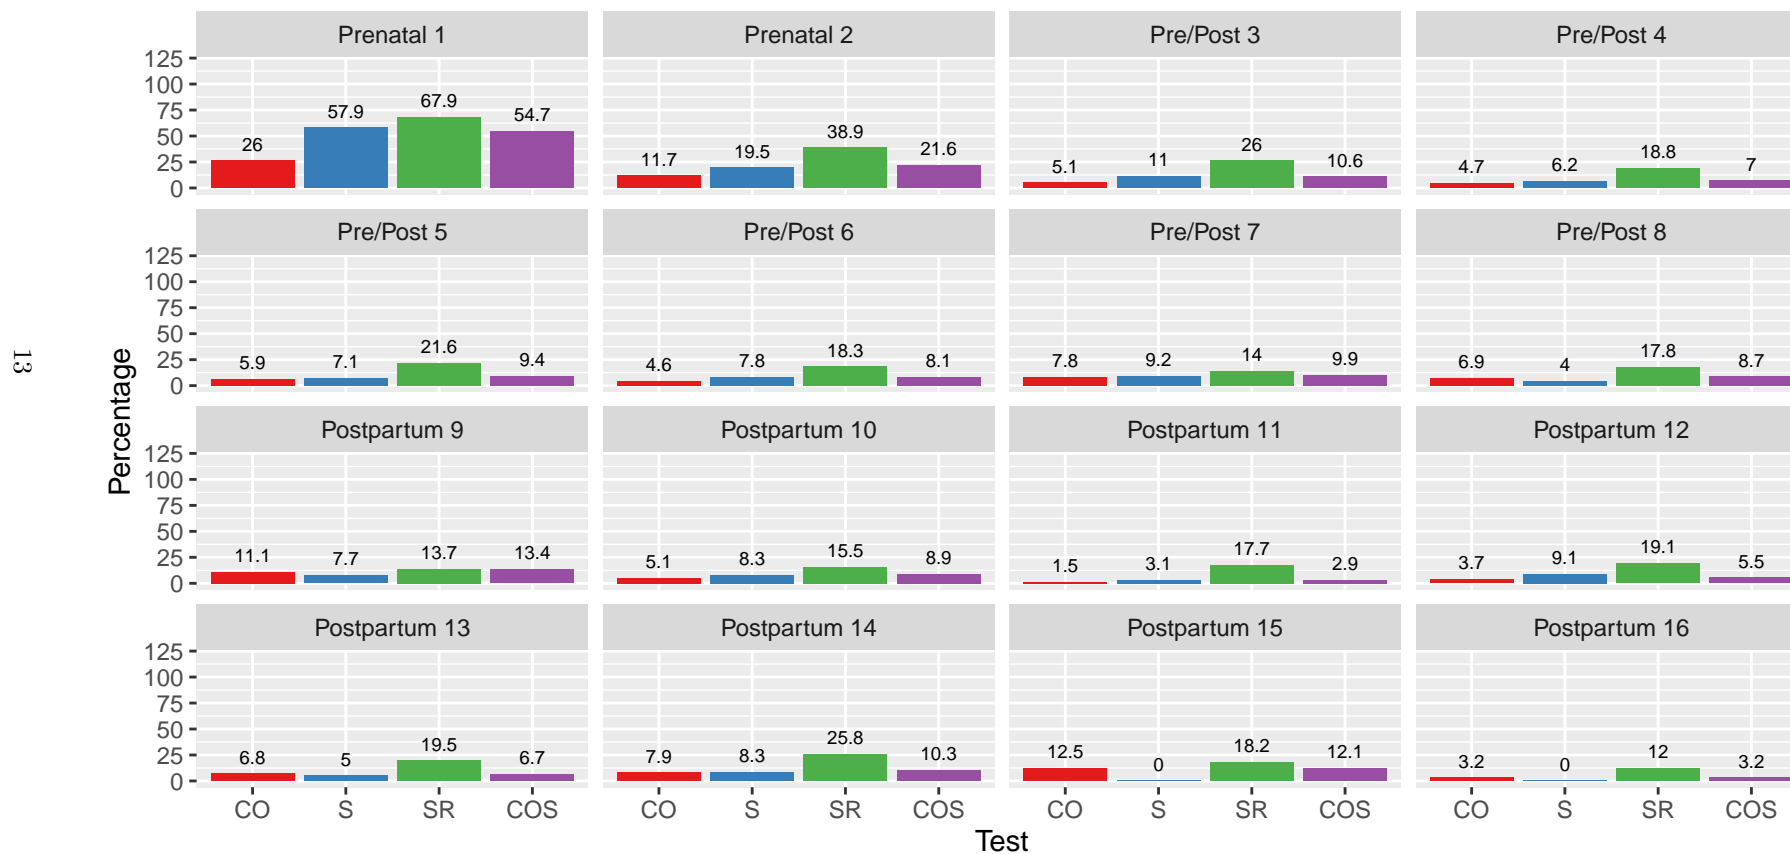 Prenatal 1 Prenatal 2 Pre/Post 3 Pre/Post 4
125
100
75
50
25
0
26 57.9 67.9 54.7
11.7 19.5 38.9 21.6
5.1 11 26 10.6
4.7 6.2 18.8 7
Pre/Post 5 Pre/Post 6 Pre/Post 7 Pre/Post 8
125
100
75
50
25
0
5.9 7.1 21.6 9.4
4.6 7.8 18.3 8.1
7.8 9.2 14 9.9
6.9 4 17.8 8.7
Postpartum 9 Postpartum 10 Postpartum 11 Postpartum 12
125
100
75
50
25
0
11.1 7.7 13.7 13.4
5.1 8.3 15.5 8.9
1.5 3.1 17.7 2.9
3.7 9.1 19.1 5.5
Postpartum 13 Postpartum 14 Postpartum 15 Postpartum 16
125
100
75
50
25
0
6.8 5 19.5 6.7
7.9 8.3 25.8 10.3
12.5 0 18.2 12.1
3.2 0 12 3.2
CO S SR COS CO S SR COS CO S SR COS CO S SR COS
Test
Percentage
13